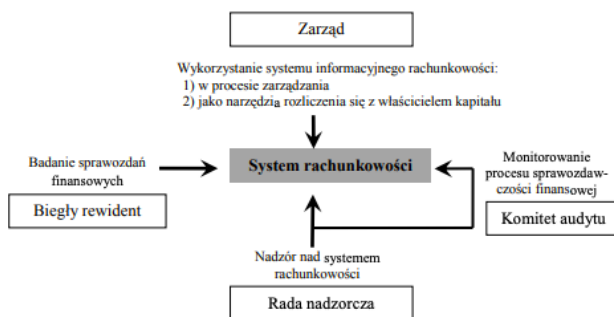 Zarząd
Wykorzystanie systemu informacyjnego rachunkowości:
1) w procesie zarządzania
2) jako narzędzia rozliczenia się z właścicielem kapitału
Badanie sprawozdań
finansowych
Biegły rewident
System rachunkowości
Monitorowanie
procesu sprawozdaw-
czości finansowej
Komitet audytu
Nadzór nad systemem
rachunkowości
Rada nadzorcza